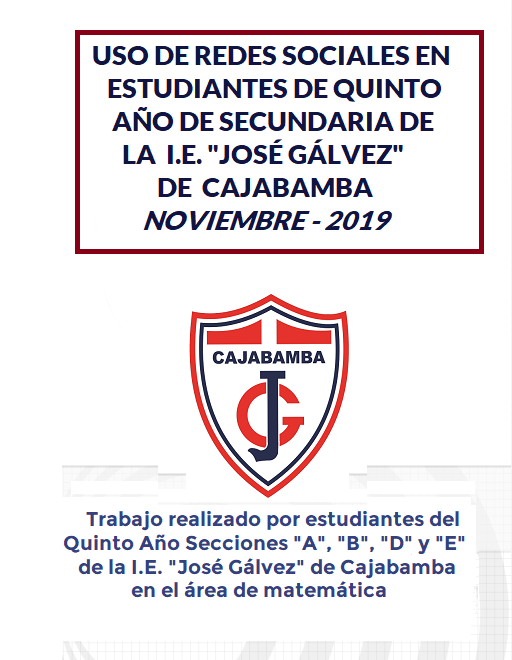 USO DE REDES SOCIALES EN
ESTUDIANTES DE QUINTO
AÑO DE SECUNDARIA DE
LA I.E. "JOSÉ GÁLVEZ"
DE CAJABAMBA
NOVIEMBRE - 2019
CAJABAMBA
JG
Trabajo realizado por estudiantes del
Quinto Año Secciones "A", "B", "D" y "E"
de la I.E. "José Gálvez" de Cajabamba
en el área de matemática